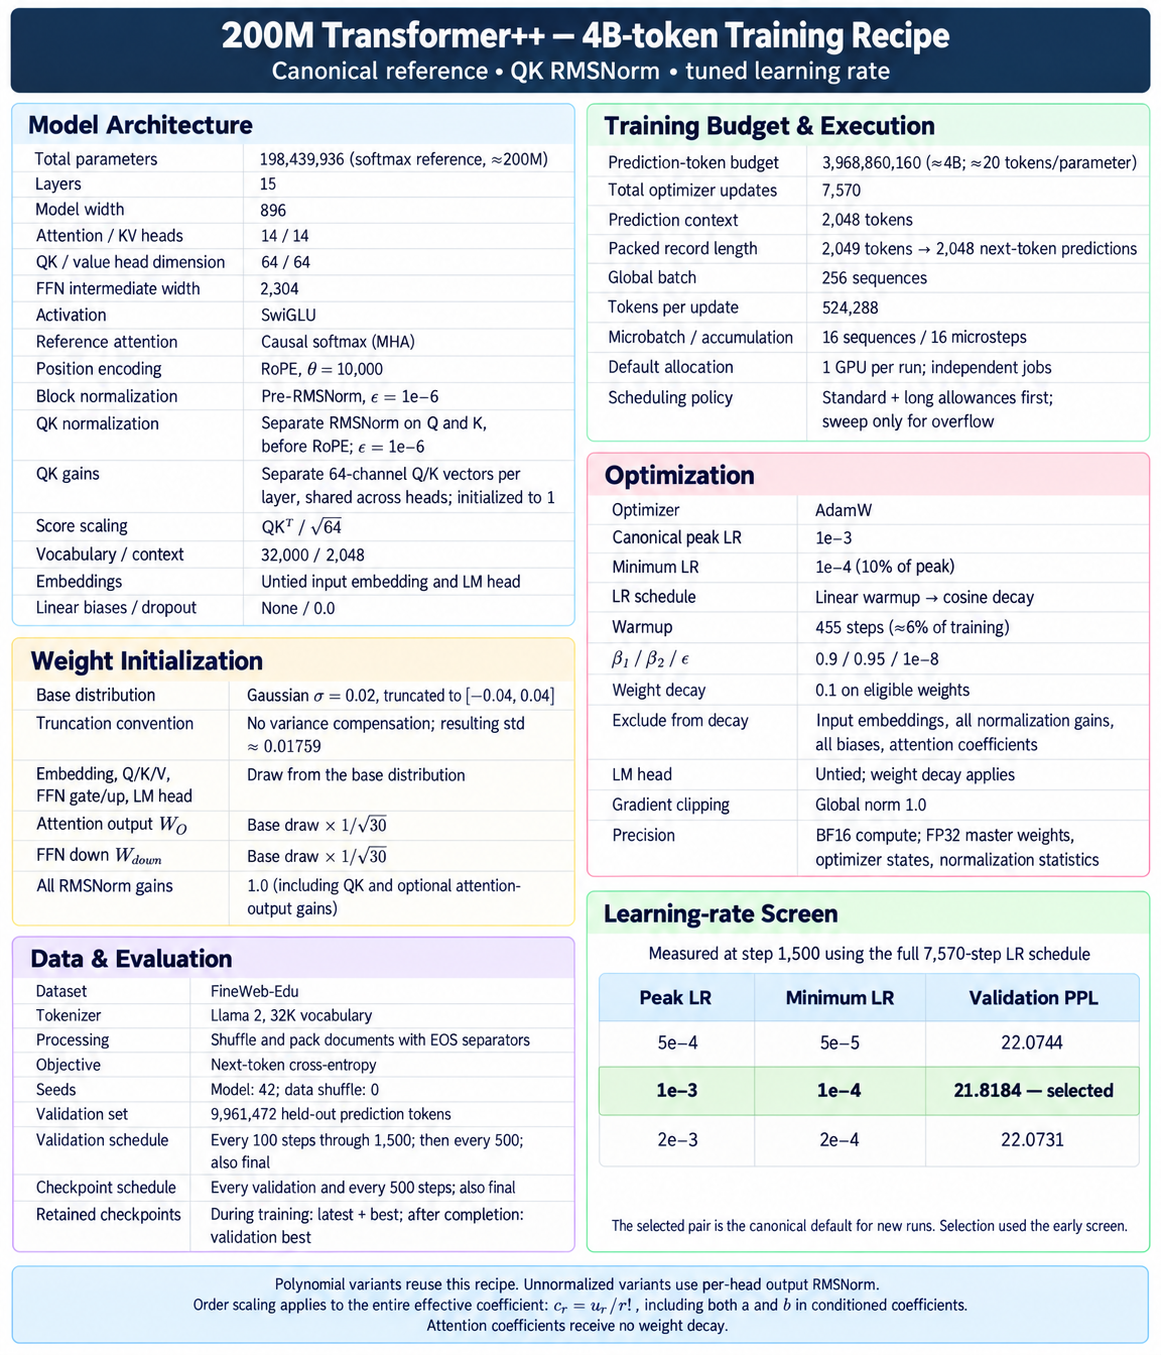 200M Transformer++ — 4B-token Training Recipe
Canonical reference • QK RMSNorm • tuned learning rate
Model Architecture
Total parameters 198,439,936 (softmax reference, ≈200M)
Layers 15
Model width 896
Attention / KV heads 14 / 14
QK / value head dimension 64 / 64
FFN intermediate width 2,304
Activation SwiGLU
Reference attention Causal softmax (MHA)
Position encoding RoPE, θ = 10,000
Block normalization Pre-RMSNorm, ϵ = 1e−6
QK normalization Separate RMSNorm on Q and K,
before RoPE; ϵ = 1e−6
QK gains Separate 64-channel Q/K vectors per
layer, shared across heads; initialized to 1
Score scaling QKᵀ / √64
Vocabulary / context 32,000 / 2,048
Embeddings Untied input embedding and LM head
Linear biases / dropout None / 0.0
Weight Initialization
Base distribution Gaussian σ = 0.02, truncated to [−0.04, 0.04]
Truncation convention No variance compensation; resulting std
≈ 0.01759
Embedding, Q/K/V, Draw from the base distribution
FFN gate/up, LM head
Attention output W_O Base draw × 1/√30
FFN down W_down Base draw × 1/√30
All RMSNorm gains 1.0 (including QK and optional attention-
output gains)
Data & Evaluation
Dataset FineWeb-Edu
Tokenizer Llama 2, 32K vocabulary
Processing Shuffle and pack documents with EOS separators
Objective Next-token cross-entropy
Seeds Model: 42; data shuffle: 0
Validation set 9,961,472 held-out prediction tokens
Validation schedule Every 100 steps through 1,500; then every 500;
also final
Checkpoint schedule Every validation and every 500 steps; also final
Retained checkpoints During training: latest + best; after completion:
validation best
Training Budget & Execution
Prediction-token budget 3,968,860,160 (≈4B; ≈20 tokens/parameter)
Total optimizer updates 7,570
Prediction context 2,048 tokens
Packed record length 2,049 tokens → 2,048 next-token predictions
Global batch 256 sequences
Tokens per update 524,288
Microbatch / accumulation 16 sequences / 16 microsteps
Default allocation 1 GPU per run; independent jobs
Scheduling policy Standard + long allowances first;
sweep only for overflow
Optimization
Optimizer AdamW
Canonical peak LR 1e−3
Minimum LR 1e−4 (10% of peak)
LR schedule Linear warmup → cosine decay
Warmup 455 steps (≈6% of training)
β₁ / β₂ / ϵ 0.9 / 0.95 / 1e−8
Weight decay 0.1 on eligible weights
Exclude from decay Input embeddings, all normalization gains,
all biases, attention coefficients
LM head Untied; weight decay applies
Gradient clipping Global norm 1.0
Precision BF16 compute; FP32 master weights,
optimizer states, normalization statistics
Learning-rate Screen
Measured at step 1,500 using the full 7,570-step LR schedule
Peak LR Minimum LR Validation PPL
5e−4 5e−5 22.0744
1e−3 1e−4 21.8184 — selected
2e−3 2e−4 22.0731
The selected pair is the canonical default for new runs. Selection used the early screen.
Polynomial variants reuse this recipe. Unnormalized variants use per-head output RMSNorm.
Order scaling applies to the entire effective coefficient: c_r = u_r/r! , including both a and b in conditioned coefficients.
Attention coefficients receive no weight decay.